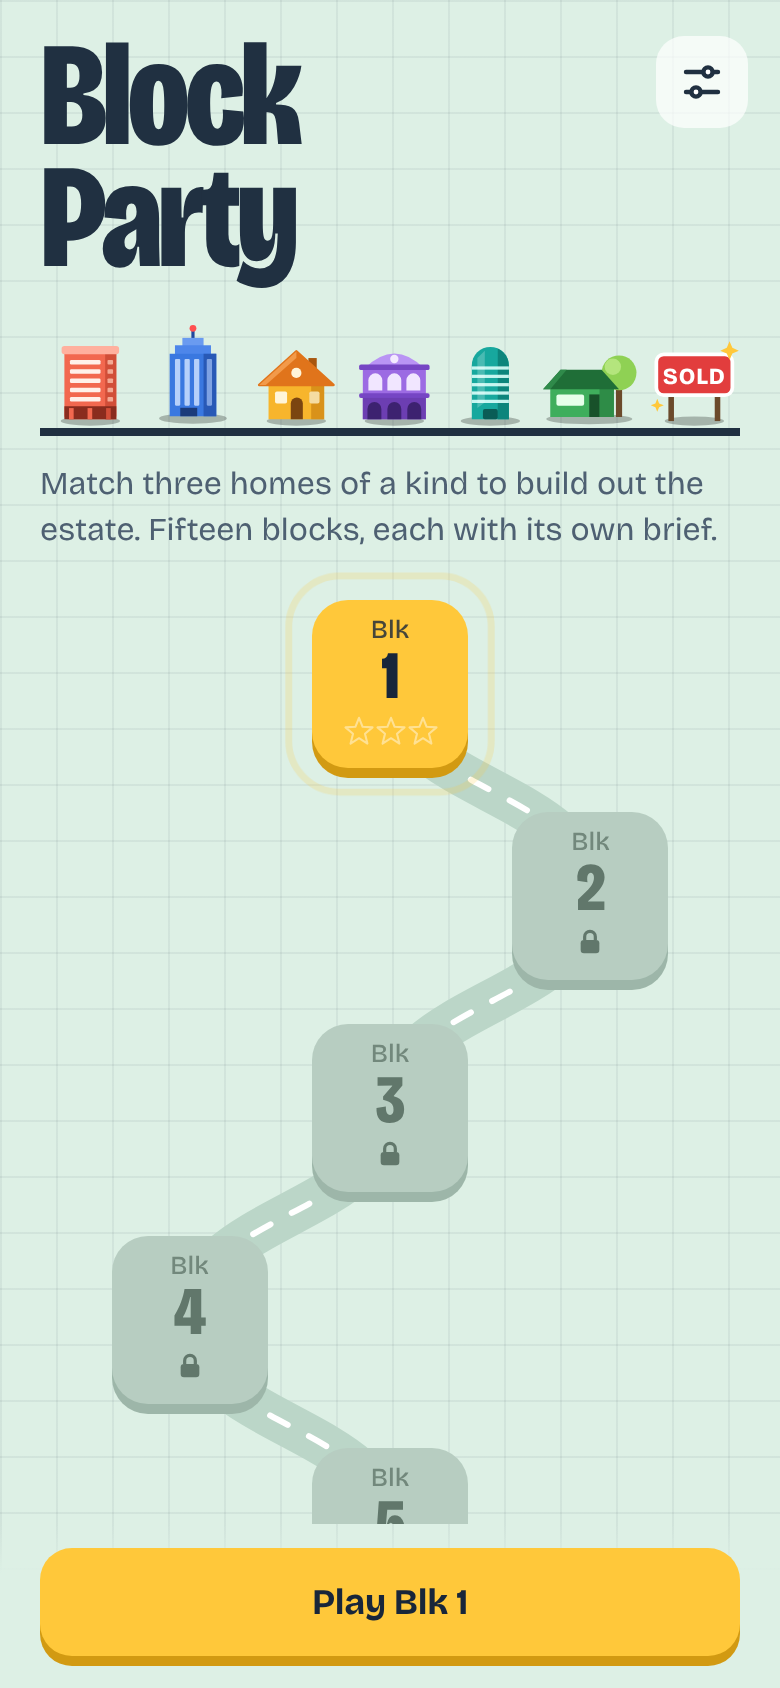 Block
Party
SOLD
Match three homes of a kind to build out the
estate. Fifteen blocks, each with its own brief.
Blk
1
Blk
2
Blk
3
Blk
4
Blk
5
Play Blk 1